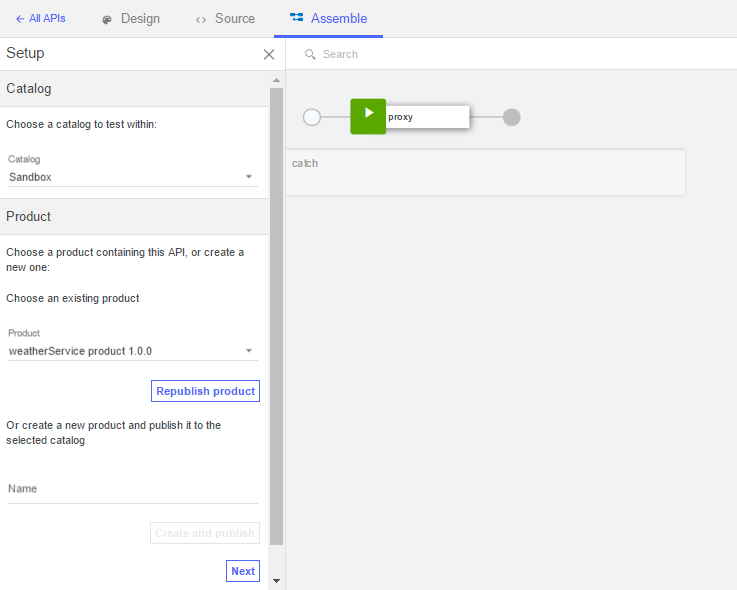 All APIs
Design
Source
Assemble
Setup
Search
Catalog
Choose a catalog to test within:
Catalog
Sandbox
proxy
catch
Product
Choose a product containing this API, or create a
new one:
Choose an existing product
Product
weatherService product 1.0.0
Republish product
Or create a new product and publish it to the
selected catalog
Name
Create and publish
Next